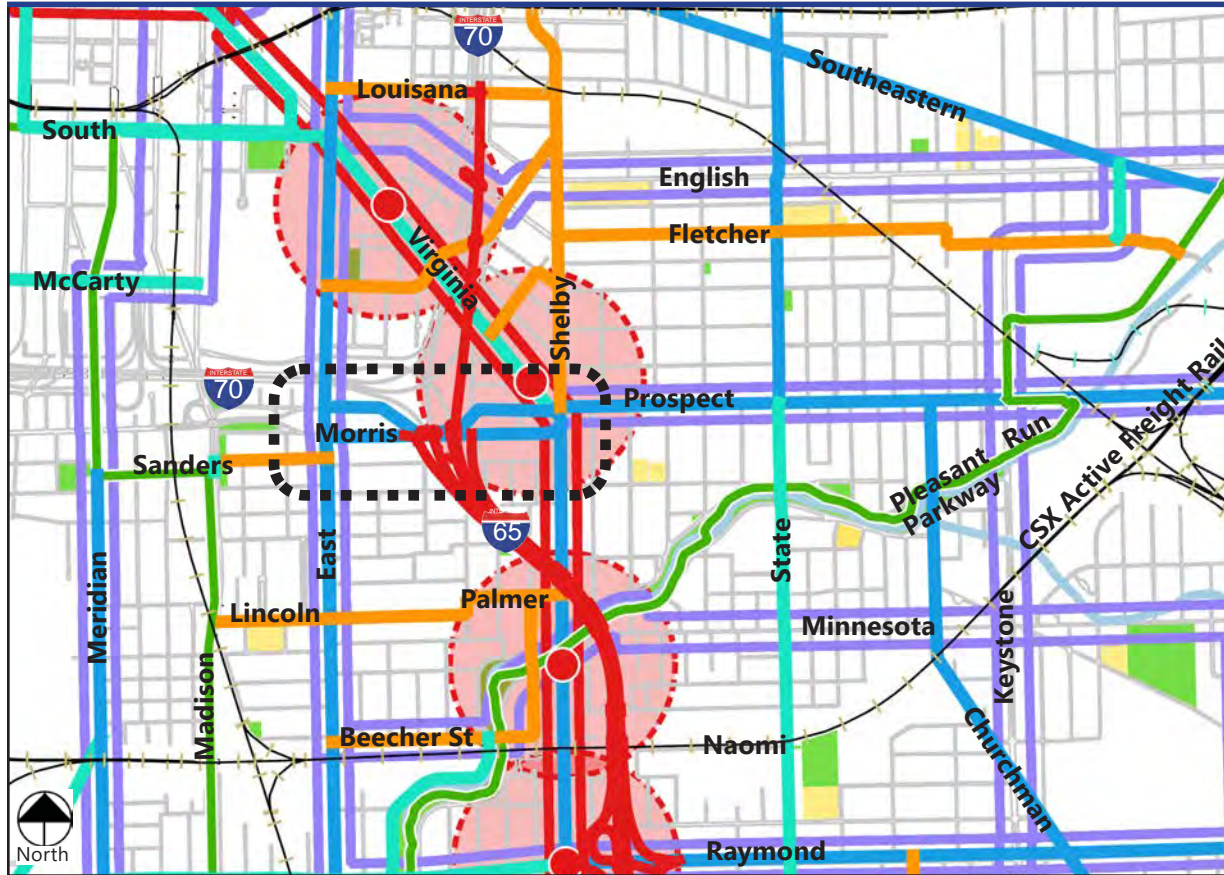 INTERSTATE
70
Louisana
Southeastern
South
English
Fletcher
Virginia
McCarty
Shelby
INTERSTATE
70
Prospect
Morris
Sanders
Pleasant Run
Parkway
CSX Active Freight Rail
INTERSTATE
65
East
State
Meridian
Palmer
Lincoln
Minnesota
Keystone
Madison
Beecher St
Naomi
Churchman
North
Raymond